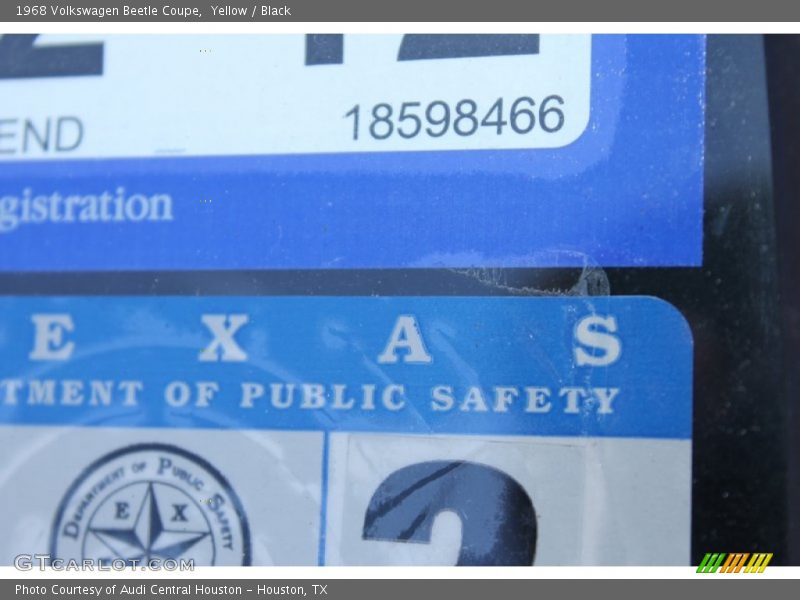 1968 Volkswagen Beetle Coupe, Yellow / Black
END
18598466
gistration
E X A S
TMENT OF PUBLIC SAFETY
DEPARTMENT OF PUBLIC SAFETY
E X
2
GTCARLOT.COM
Photo Courtesy of Audi Central Houston – Houston, TX